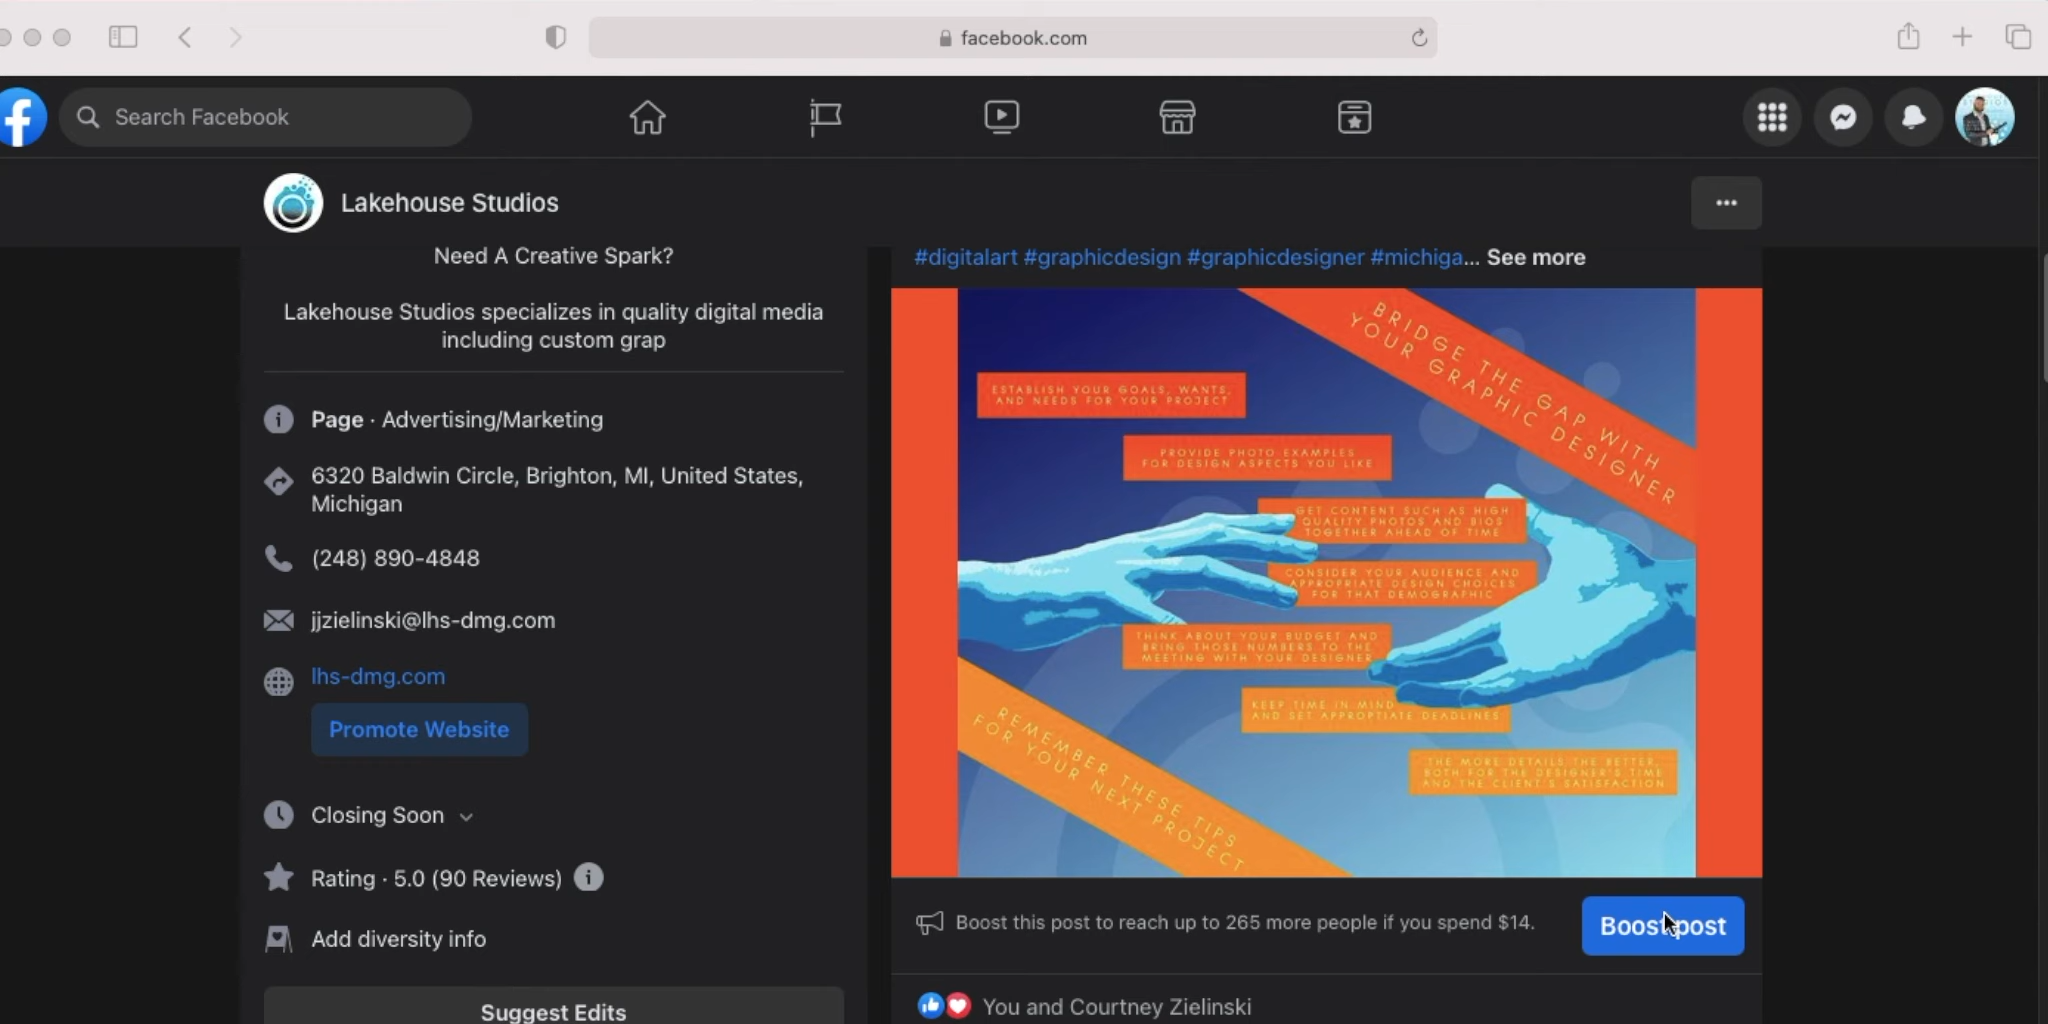 facebook.com
Search Facebook
Lakehouse Studios
Need A Creative Spark?
Lakehouse Studios specializes in quality digital media
including custom grap
Page · Advertising/Marketing
6320 Baldwin Circle, Brighton, MI, United States,
Michigan
(248) 890-4848
jjzielinski@lhs-dmg.com
lhs-dmg.com
Promote Website
Closing Soon
Rating · 5.0 (90 Reviews)
Add diversity info
Suggest Edits
#digitalart #graphicdesign #graphicdesigner #michiga... See more
BRIDGE THE GAP WITH
YOUR GRAPHIC DESIGNER
ESTABLISH YOUR GOALS, WANTS,
AND NEEDS FOR YOUR PROJECT
PROVIDE PHOTO EXAMPLES
FOR DESIGN ASPECTS YOU LIKE
GET CONTENT SUCH AS HIGH
QUALITY PHOTOS AND BIOS
TOGETHER AHEAD OF TIME
CONSIDER YOUR AUDIENCE AND
APPROPRIATE DESIGN CHOICES
FOR THAT DEMOGRAPHIC
THINK ABOUT YOUR BUDGET AND
BRING THOSE NUMBERS TO THE
MEETING WITH YOUR DESIGNER
KEEP TIME IN MIND
AND SET APPROPTIATE DEADLINES
THE MORE DETAILS THE BETTER,
BOTH FOR THE DESIGNER'S TIME
AND THE CLIENT'S SATISFACTION
REMEMBER THESE TIPS
FOR YOUR NEXT PROJECT
Boost this post to reach up to 265 more people if you spend $14.
Boost post
You and Courtney Zielinski